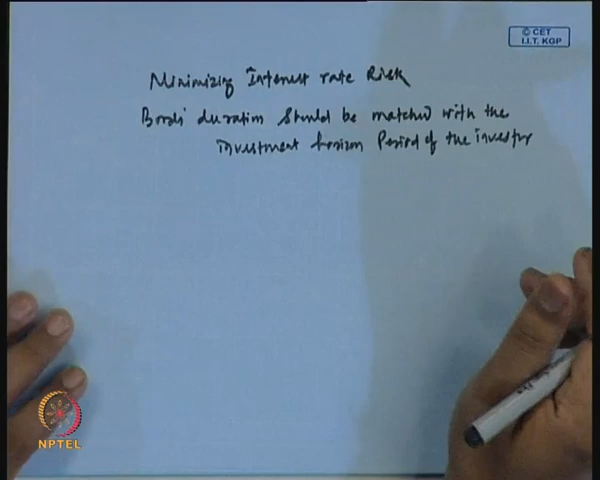 © CET
I.I.T. KGP
Minimizing Interest rate Risk
Bonds' duration should be matched with the
investment horizon Period of the investor
NPTEL